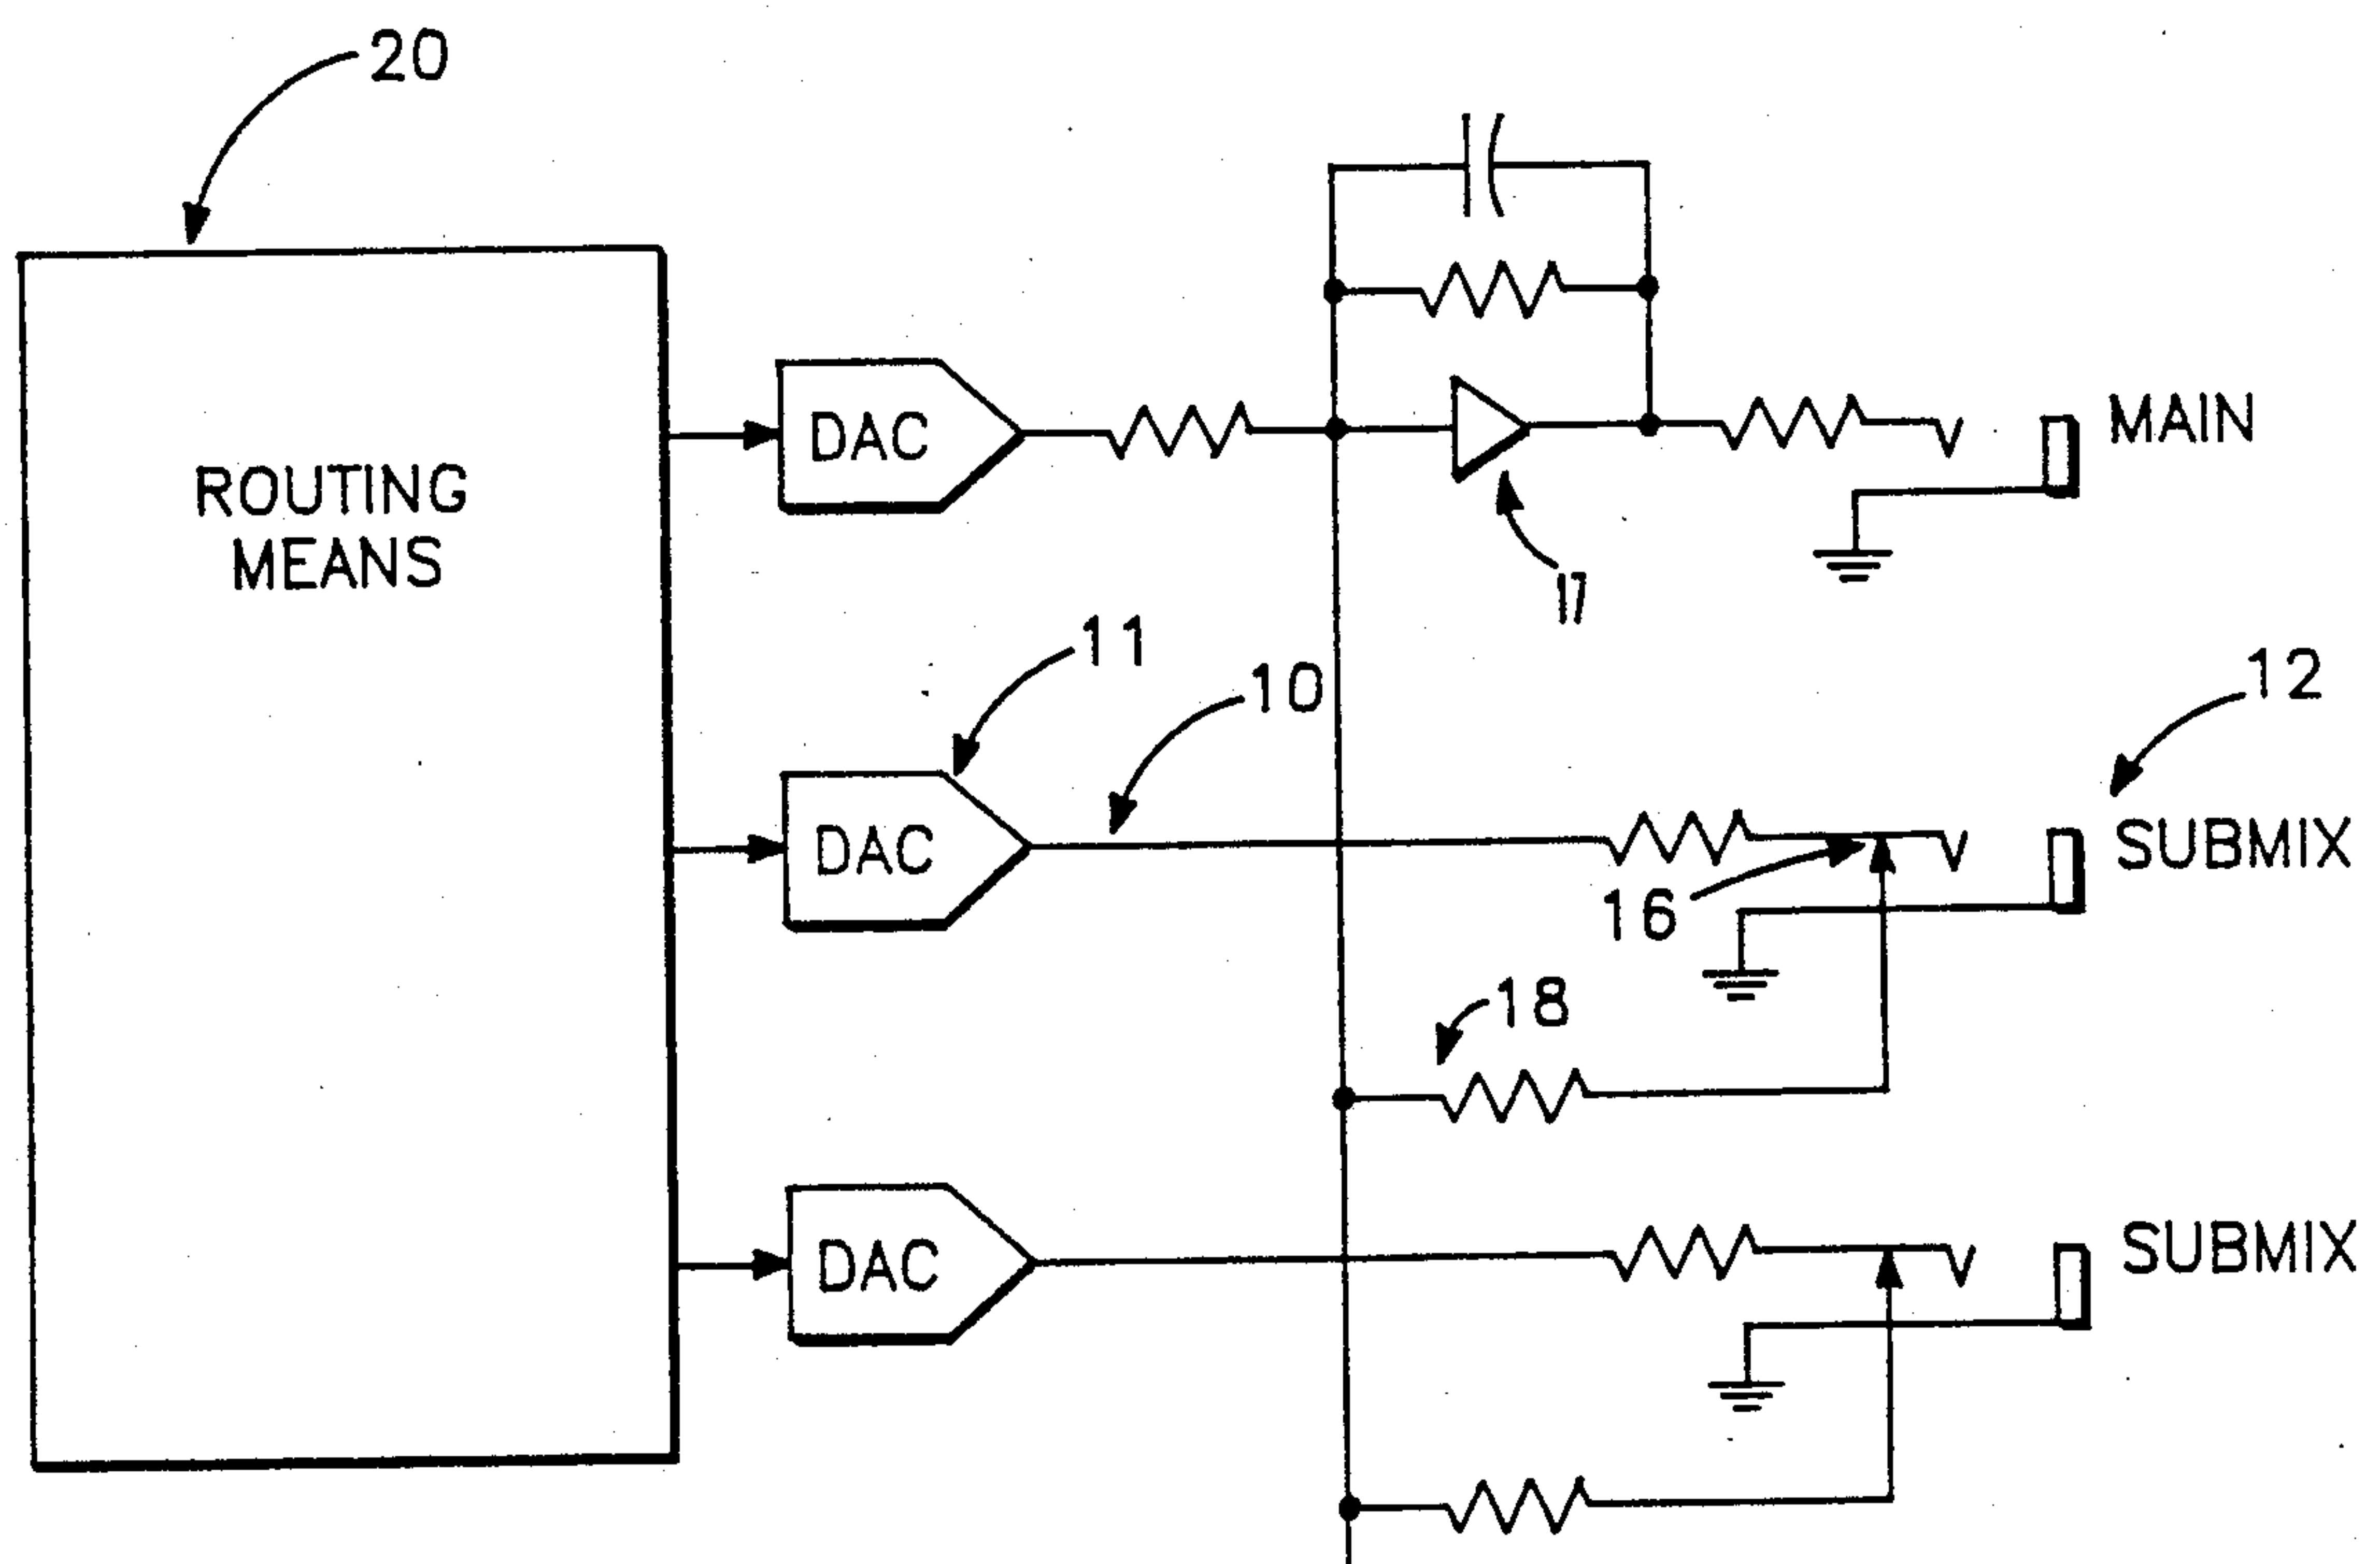 20
DAC
MAIN
ROUTING
MEANS
17
11
10
12
DAC
SUBMIX
16
18
DAC
SUBMIX